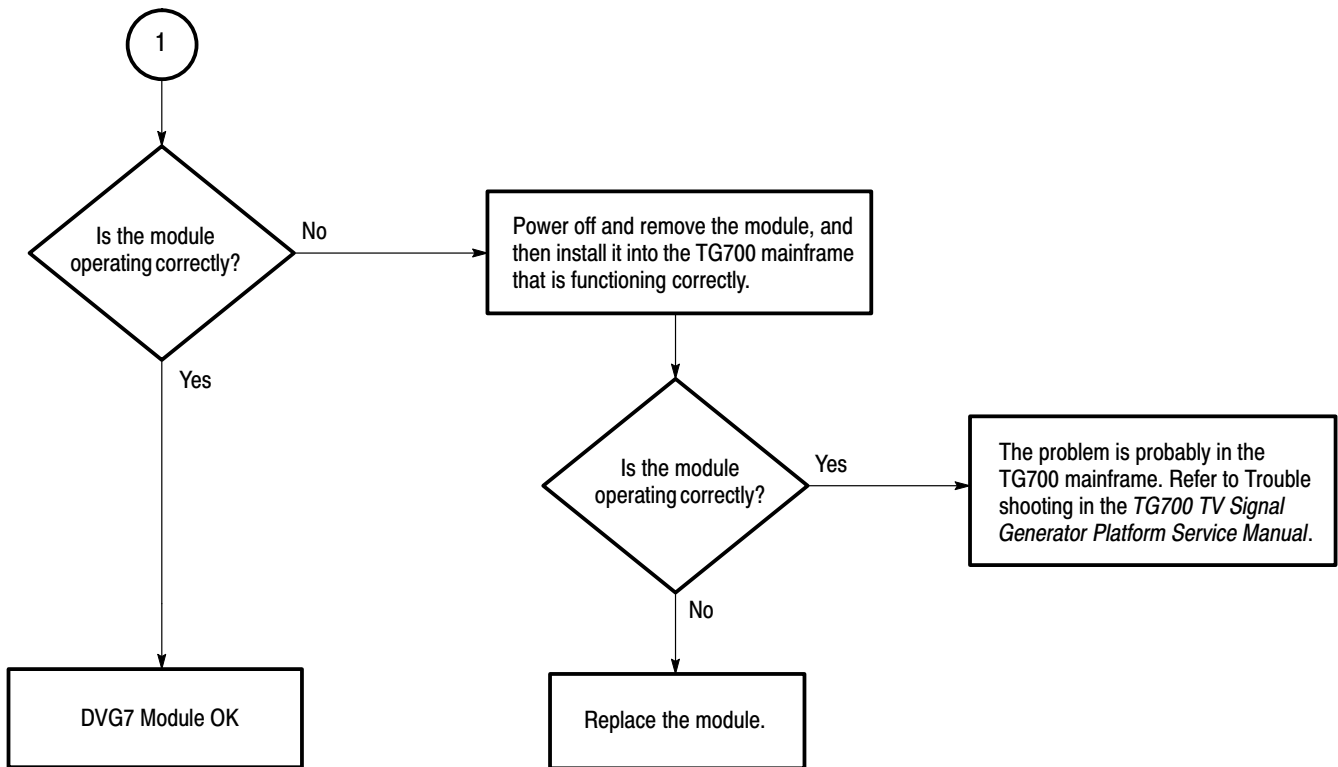 1
Is the module
operating correctly?
No
Power off and remove the module, and
then install it into the TG700 mainframe
that is functioning correctly.
Yes
Is the module
operating correctly?
Yes
The problem is probably in the
TG700 mainframe. Refer to Trouble
shooting in the TG700 TV Signal
Generator Platform Service Manual.
No
DVG7 Module OK
Replace the module.